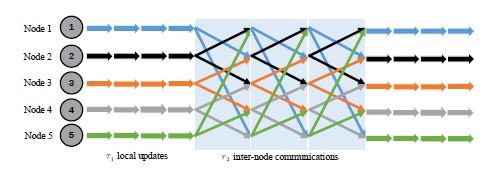 Node 1 1
Node 2 2
Node 3 3
Node 4 4
Node 5 5
τ₁ local updates τ₂ inter-node communications